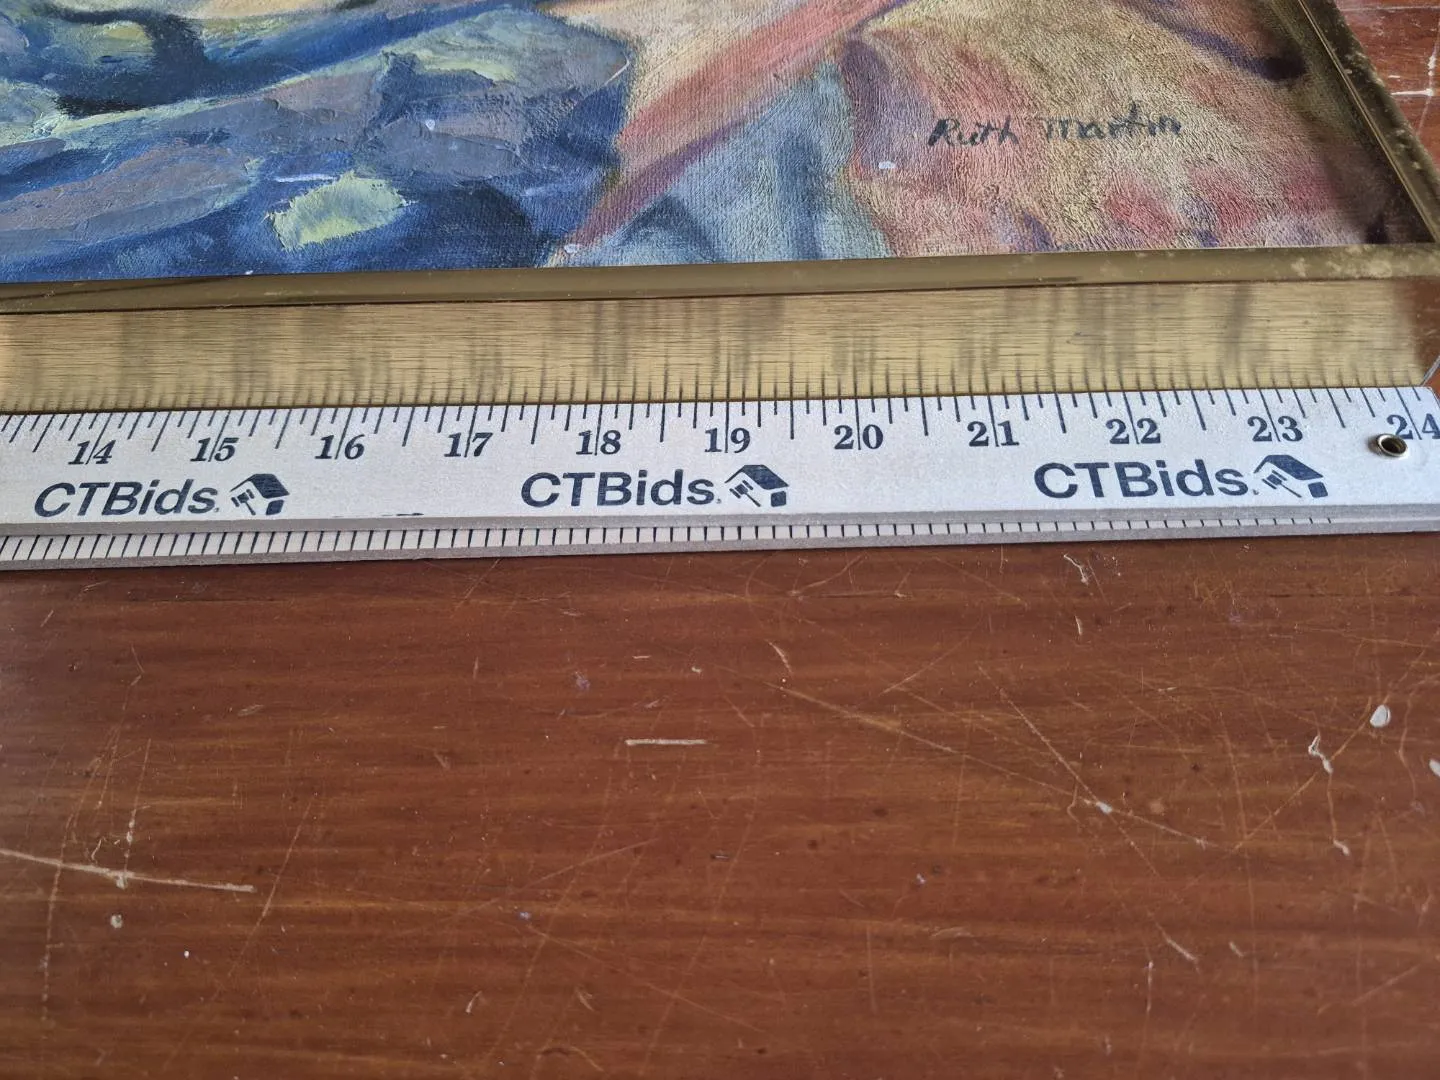 Ruth Martin
14 15 16 17 18 19 20 21 22 23 24
CTBids. CTBids. CTBids.